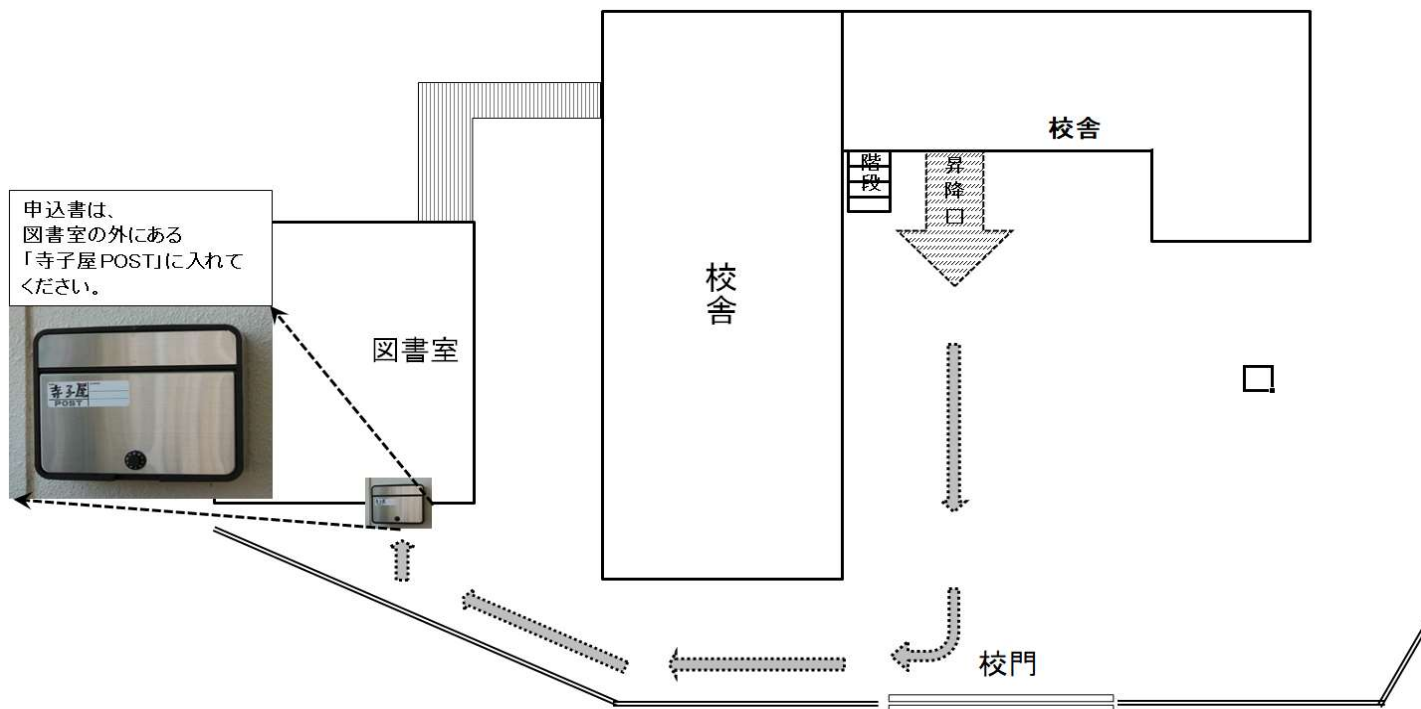 申込書は、
図書室の外にある
「寺子屋POST」に入れて
ください。
寺子屋
POST
図書室
校舎
階段
昇降口
校舎
校門